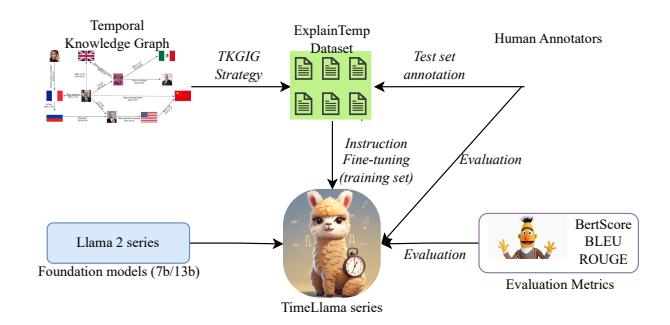 Temporal
Knowledge Graph
TKGIG
Strategy
ExplainTemp
Dataset
Test set
annotation
Human Annotators
Instruction
Fine-tuning
(training set)
Evaluation
Llama 2 series
Foundation models (7b/13b)
TimeLlama series
Evaluation
BertScore
BLEU
ROUGE
Evaluation Metrics